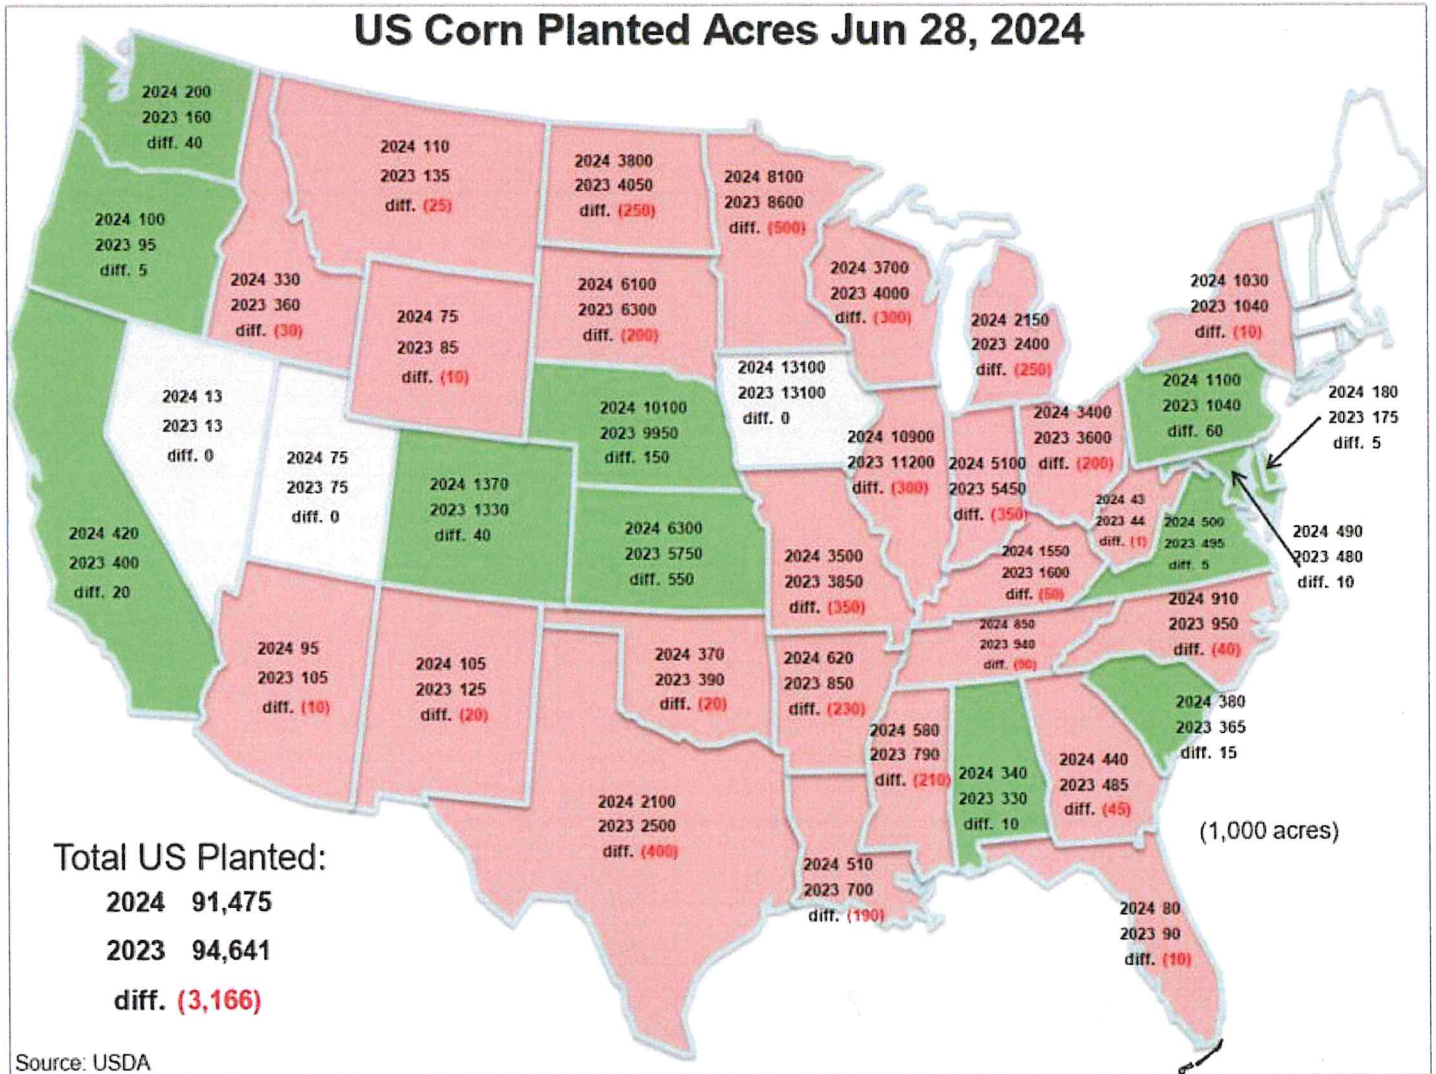 US Corn Planted Acres Jun 28, 2024
2024 200
2023 160
diff. 40
2024 110
2023 135
diff. (25)
2024 3800
2023 4050
diff. (250)
2024 8100
2023 8600
diff. (500)
2024 100
2023 95
diff. 5
2024 330
2023 360
diff. (30)
2024 75
2023 85
diff. (10)
2024 6100
2023 6300
diff. (200)
2024 3700
2023 4000
diff. (300)
2024 2150
2023 2400
diff. (250)
2024 1030
2023 1040
diff. (10)
2024 13
2023 13
diff. 0
2024 75
2023 75
diff. 0
2024 1370
2023 1330
diff. 40
2024 10100
2023 9950
diff. 150
2024 13100
2023 13100
diff. 0
2024 10900
2023 11200
diff. (300)
2024 5100
2023 5450
diff. (350)
2024 3400
2023 3600
diff. (200)
2024 1100
2023 1040
diff. 60
2024 180
2023 175
diff. 5
2024 420
2023 400
diff. 20
2024 6300
2023 5750
diff. 550
2024 3500
2023 3850
diff. (350)
2024 1550
2023 1600
diff. (50)
2024 43
2023 44
diff. (1)
2024 500
2023 495
diff. 5
2024 490
2023 480
diff. 10
2024 95
2023 105
diff. (10)
2024 105
2023 125
diff. (20)
2024 370
2023 390
diff. (20)
2024 620
2023 850
diff. (230)
2024 850
2023 940
diff. (90)
2024 910
2023 950
diff. (40)
2024 2100
2023 2500
diff. (400)
2024 510
2023 700
diff. (190)
2024 580
2023 790
diff. (210)
2024 340
2023 330
diff. 10
2024 440
2023 485
diff. (45)
2024 380
2023 365
diff. 15
2024 80
2023 90
diff. (10)
(1,000 acres)
Total US Planted:
2024 91,475
2023 94,641
diff. (3,166)
Source: USDA